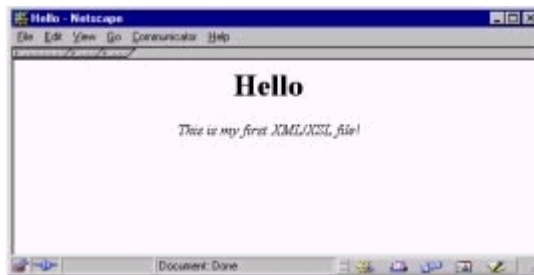 Hello - Netscape
File Edit View Go Communicator Help
Hello
This is my first XML/XSL file!
Document: Done